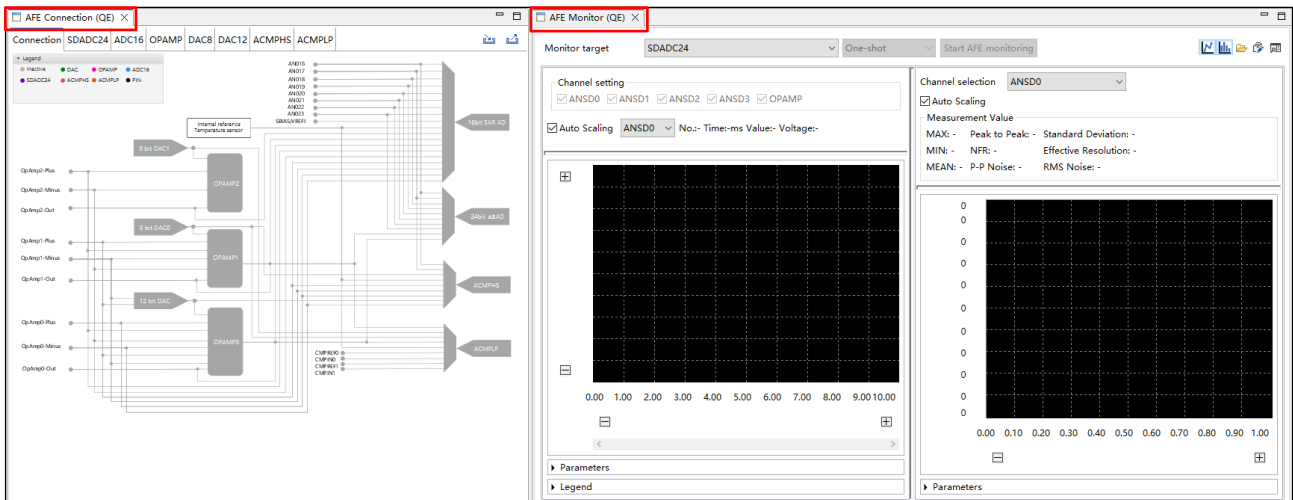 AFE Connection (QE)
Connection SDADC24 ADC16 OPAMP DAC8 DAC12 ACMPHS ACMPLP
Legend
Inactive DAC OPAMP ADC16
SDADC24 ACMPHS ACMPLP PIN
AN016
AN017
AN018
AN019
AN020
AN021
AN022
AN023
SBIAS/VREFI
16bit SAR AD
Internal reference
Temperature sensor
8 bit DAC1
OpAmp2-Plus
OPAMP2
OpAmp2-Minus
OpAmp2-Out
24bit ΔΣAD
8 bit DAC0
OpAmp1-Plus
OpAmp1-Minus
OPAMP1
OpAmp1-Out
ACMPHS
12 bit DAC
OpAmp0-Plus
OPAMP0
OpAmp0-Minus
ACMPLP
CMPREF0
CMPIN0
CMPREF1
CMPIN1
OpAmp0-Out
AFE Monitor (QE)
Monitor target SDADC24 One-shot Start AFE monitoring
Channel setting
ANSD0 ANSD1 ANSD2 ANSD3 OPAMP
Auto Scaling ANSD0 No.:- Time:-ms Value:- Voltage:-
0.00 1.00 2.00 3.00 4.00 5.00 6.00 7.00 8.00 9.00 10.00
Parameters
Legend
Channel selection ANSD0
Auto Scaling
Measurement Value
MAX: - Peak to Peak: - Standard Deviation: -
MIN: - NFR: - Effective Resolution: -
MEAN: - P-P Noise: - RMS Noise: -
0
0
0
0
0
0
0
0
0
0
0
0.00 0.10 0.20 0.30 0.40 0.50 0.60 0.70 0.80 0.90 1.00
Parameters